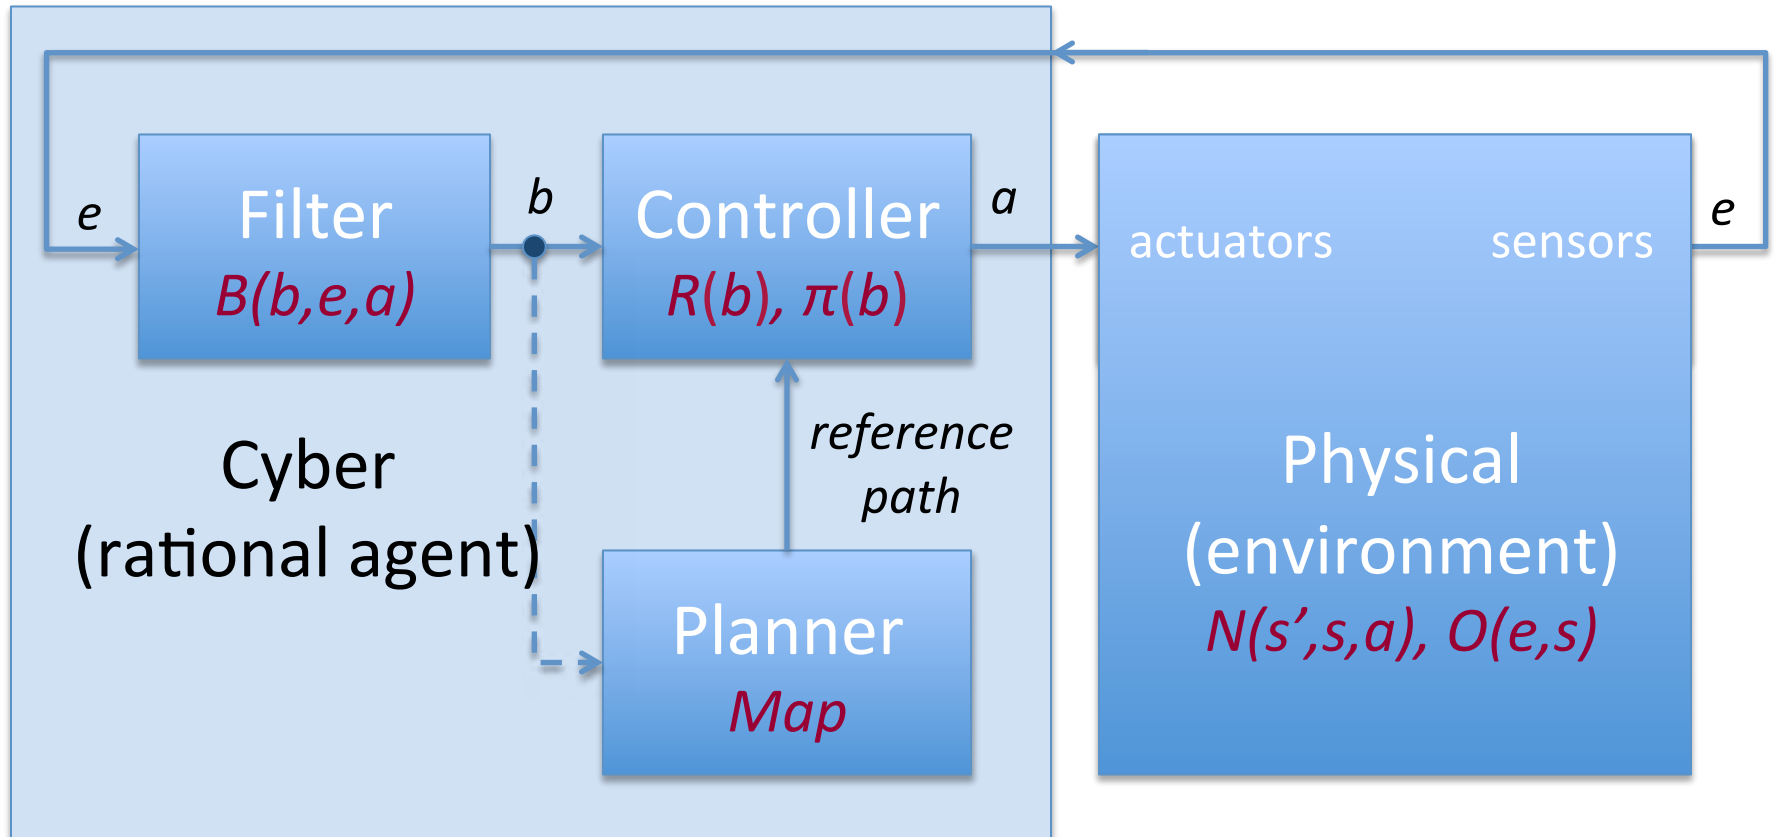 e
Filter
B(b,e,a)
b
Controller
R(b), π(b)
a
actuators
sensors
e
Cyber
(rational agent)
reference
path
Planner
Map
Physical
(environment)
N(s’,s,a), O(e,s)